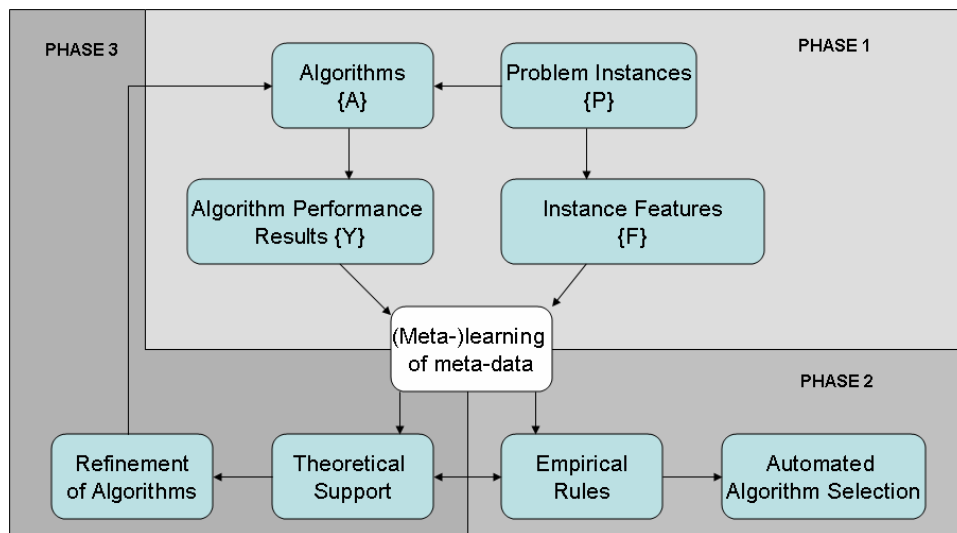 PHASE 3
PHASE 1
Algorithms
{A}
Problem Instances
{P}
Algorithm Performance
Results {Y}
Instance Features
{F}
(Meta-)learning
of meta-data
PHASE 2
Refinement
of Algorithms
Theoretical
Support
Empirical
Rules
Automated
Algorithm Selection